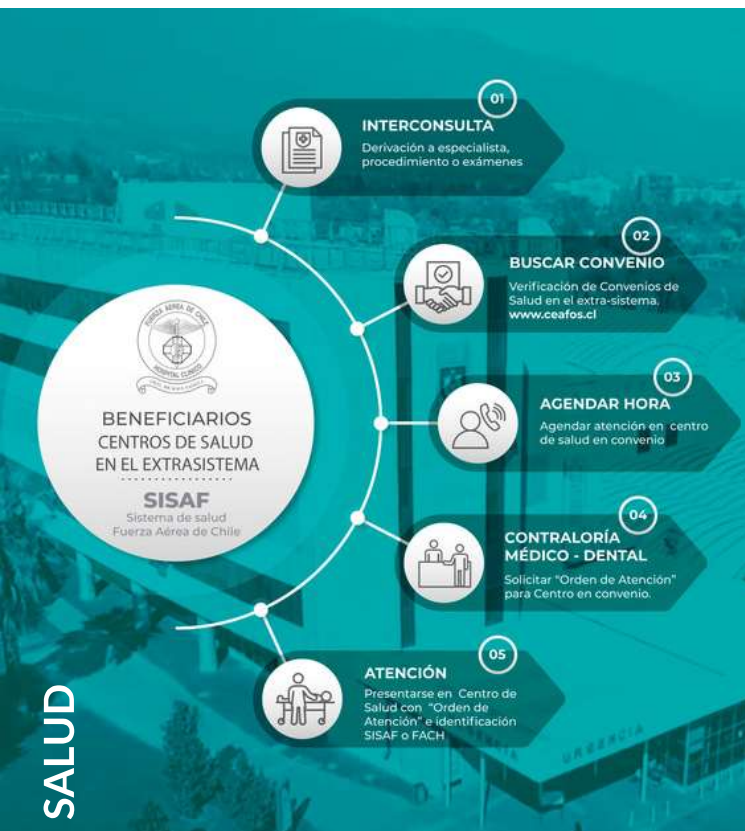 01
INTERCONSULTA
Derivación a especialista,
procedimiento o exámenes
02
BUSCAR CONVENIO
Verificación de Convenios de
Salud en el extra-sistema.
www.ceafos.cl
03
AGENDAR HORA
Agendar atención en centro
de salud en convenio
04
CONTRALORÍA
MÉDICO - DENTAL
Solicitar "Orden de Atención"
para Centro en convenio.
05
ATENCIÓN
Presentarse en Centro de
Salud con "Orden de
Atención" e identificación
SISAF o FACH
FUERZA AEREA DE CHILE
HOSPITAL CLINICO
BENEFICIARIOS
CENTROS DE SALUD
EN EL EXTRASISTEMA
SISAF
Sistema de salud
Fuerza Aérea de Chile
SALUD
URGENCIA